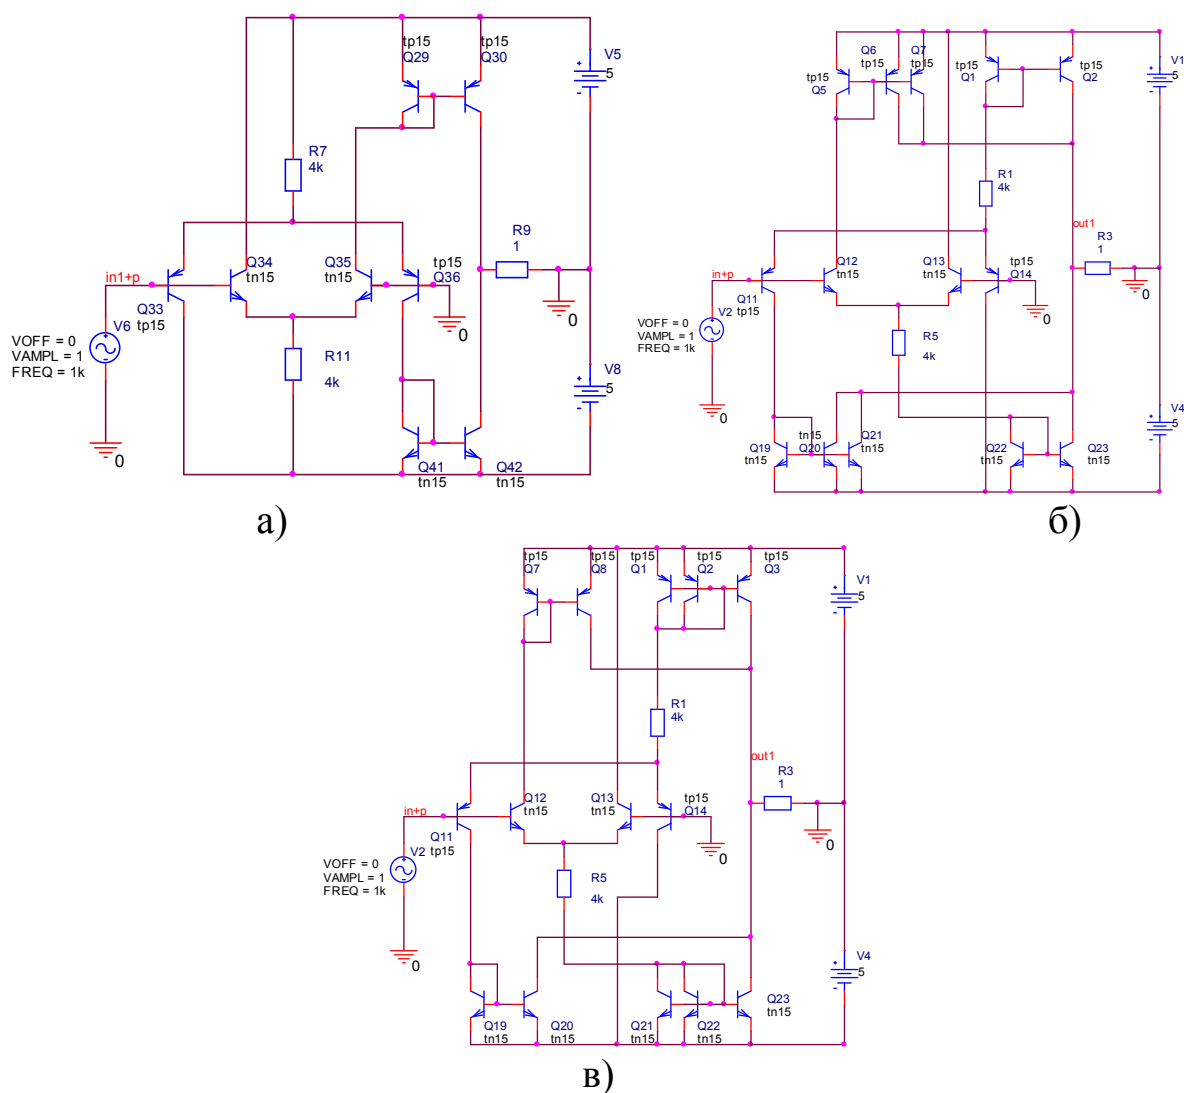 tp15 tp15
Q29 Q30
V5
5
R7
4k
R9
1
in1+p
Q34
tn15
Q35
tn15
tp15
Q36
Q33
tp15
V6
VOFF = 0
VAMPL = 1
FREQ = 1k
0
R11
4k
0
V8
5
Q41
tn15
Q42
tn15
0
а)
Q6
tp15
Q7
tp15
Q5
tp15
Q1
tp15
Q2
V1
5
R1
4k
out1
R3
1
in+p
Q12
tn15
Q13
tn15
tp15
Q14
0
0
Q11
tp15
V2
VOFF = 0
VAMPL = 1
FREQ = 1k
0
R5
4k
V4
5
Q19
tn15
tn15
Q20
Q21
tn15
Q22
tn15
Q23
tn15
б)
tp15 tp15 tp15 tp15 tp15
Q7 Q8 Q1 Q2 Q3
V1
5
R1
4k
out1
R3
1
in+p
Q12
tn15
Q13
tn15
tp15
Q14
0
0
Q11
tp15
V2
VOFF = 0
VAMPL = 1
FREQ = 1k
0
R5
4k
V4
5
Q19
tn15
Q20
tn15
Q21
tn15
Q22
tn15
Q23
tn15
в)